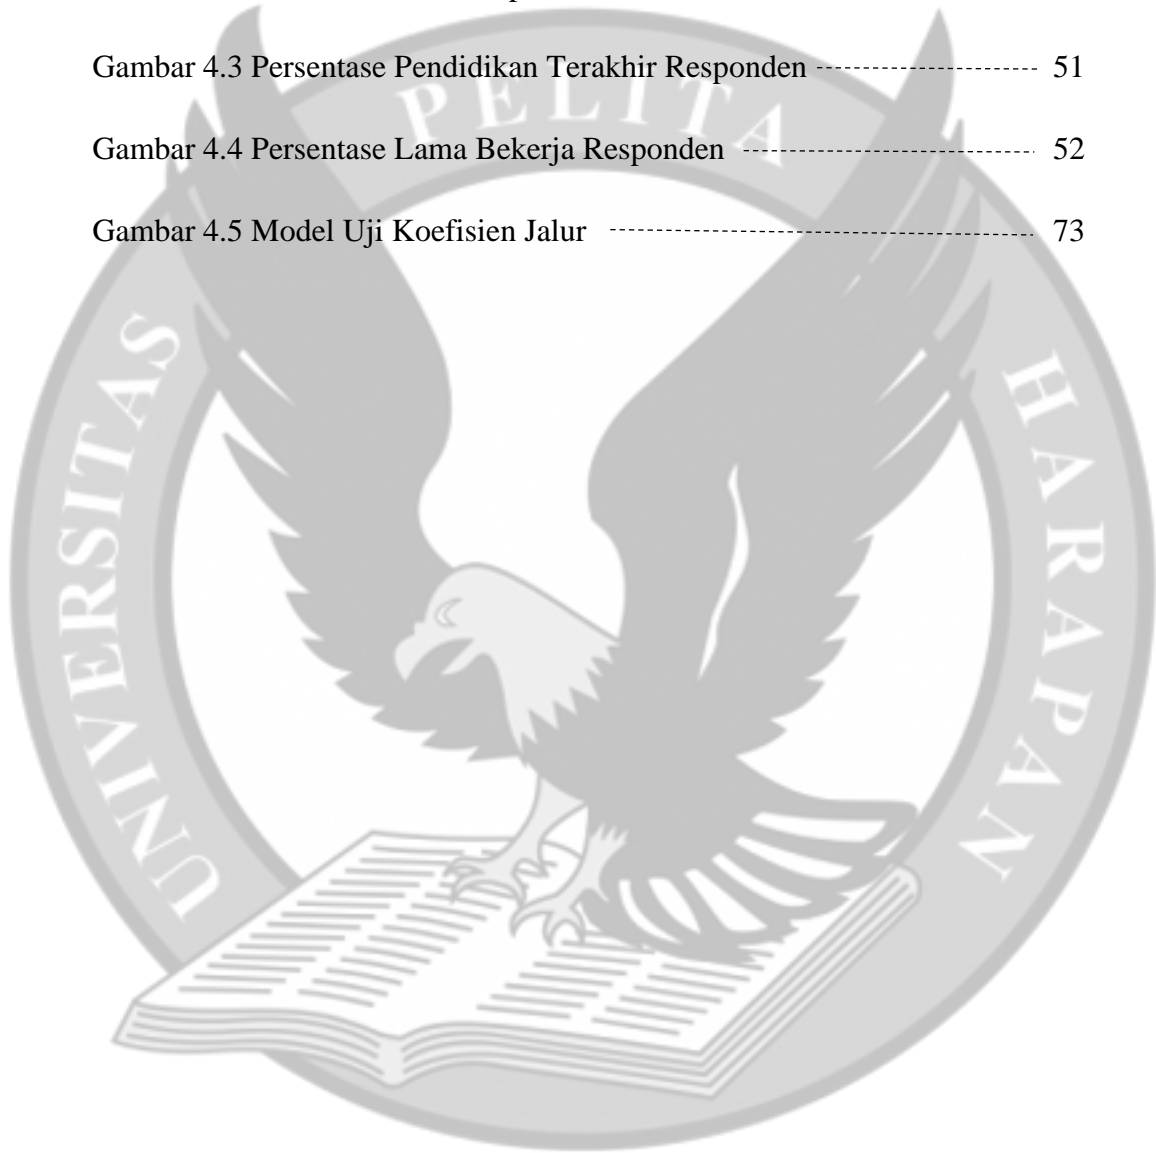 Gambar 4.3 Persentase Pendidikan Terakhir Responden ------------------------ 51
Gambar 4.4 Persentase Lama Bekerja Responden ------------------------------- 52
Gambar 4.5 Model Uji Koefisien Jalur --------------------------------------------- 73
UNIVERSITAS PELITA HARAPAN